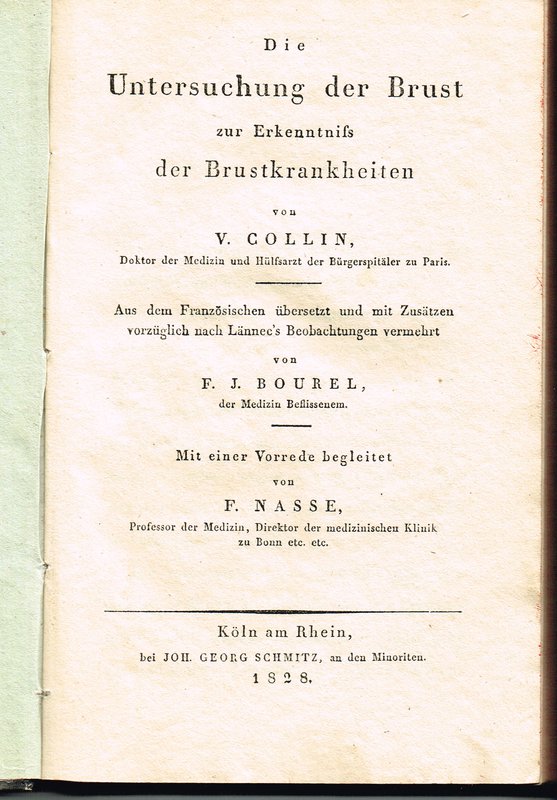 Die
Untersuchung der Brust
zur Erkenntniſs
der Brustkrankheiten
von
V. COLLIN,
Doktor der Medizin und Hülfsarzt der Bürgerspitäler zu Paris.
Aus dem Französischen übersetzt und mit Zusätzen
vorzüglich nach Lännec's Beobachtungen vermehrt
von
F. J. BOUREL,
der Medizin Beflissenem.
Mit einer Vorrede begleitet
von
F. NASSE,
Professor der Medizin, Direktor der medizinischen Klinik
zu Bonn etc. etc.
Köln am Rhein,
bei JOH. GEORG SCHMITZ, an den Minoriten.
1828.